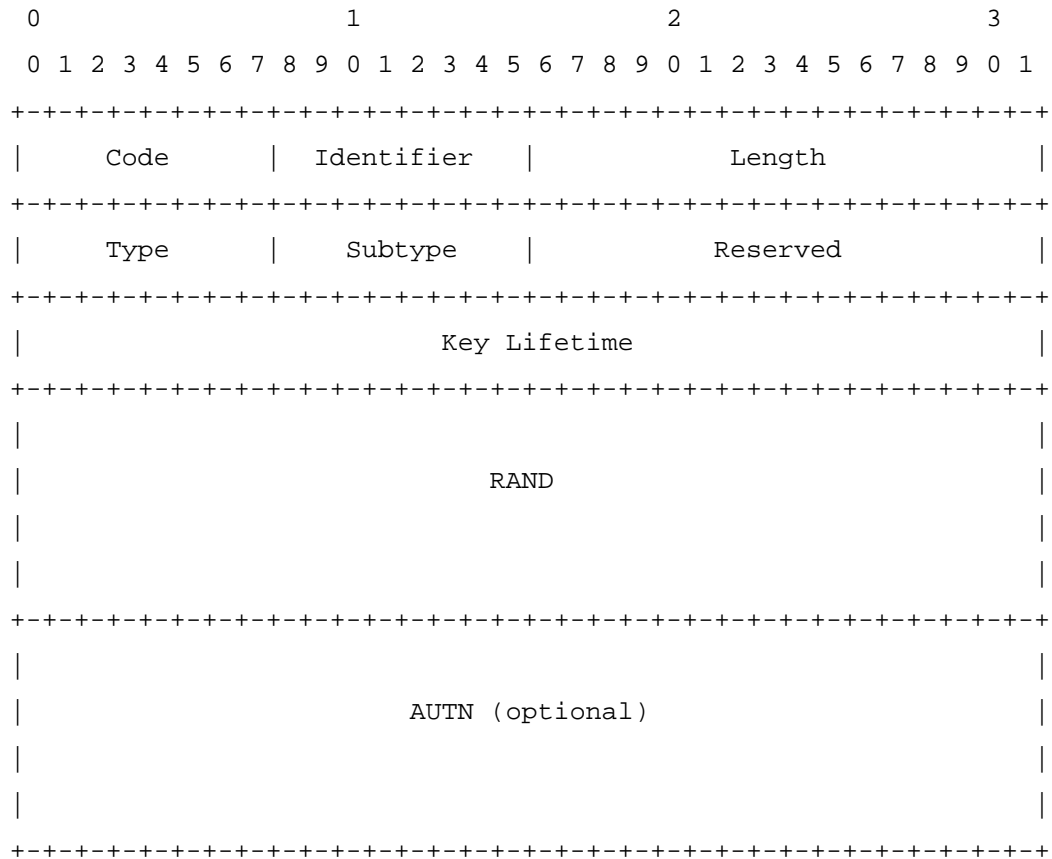 0                   1                   2                   3
 0 1 2 3 4 5 6 7 8 9 0 1 2 3 4 5 6 7 8 9 0 1 2 3 4 5 6 7 8 9 0 1
+-+-+-+-+-+-+-+-+-+-+-+-+-+-+-+-+-+-+-+-+-+-+-+-+-+-+-+-+-+-+-+-+
|     Code      |  Identifier   |            Length             |
+-+-+-+-+-+-+-+-+-+-+-+-+-+-+-+-+-+-+-+-+-+-+-+-+-+-+-+-+-+-+-+-+
|     Type      |    Subtype    |           Reserved            |
+-+-+-+-+-+-+-+-+-+-+-+-+-+-+-+-+-+-+-+-+-+-+-+-+-+-+-+-+-+-+-+-+
|                          Key Lifetime                         |
+-+-+-+-+-+-+-+-+-+-+-+-+-+-+-+-+-+-+-+-+-+-+-+-+-+-+-+-+-+-+-+-+
|                                                               |
|                             RAND                              |
|                                                               |
|                                                               |
+-+-+-+-+-+-+-+-+-+-+-+-+-+-+-+-+-+-+-+-+-+-+-+-+-+-+-+-+-+-+-+-+
|                                                               |
|                        AUTN (optional)                        |
|                                                               |
|                                                               |
+-+-+-+-+-+-+-+-+-+-+-+-+-+-+-+-+-+-+-+-+-+-+-+-+-+-+-+-+-+-+-+-+